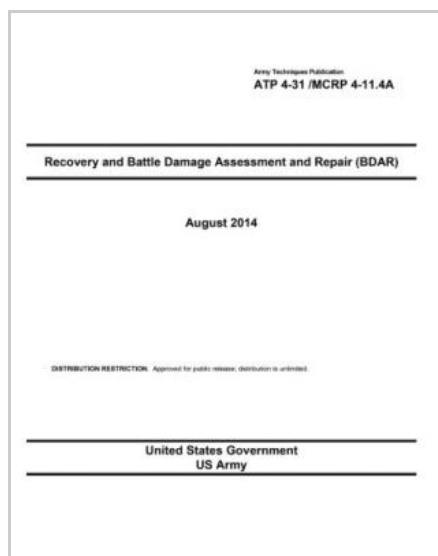 Army Techniques Publication
ATP 4-31 /MCRP 4-11.4A
Recovery and Battle Damage Assessment and Repair (BDAR)
August 2014
DISTRIBUTION RESTRICTION. Approved for public release; distribution is unlimited.
United States Government
US Army